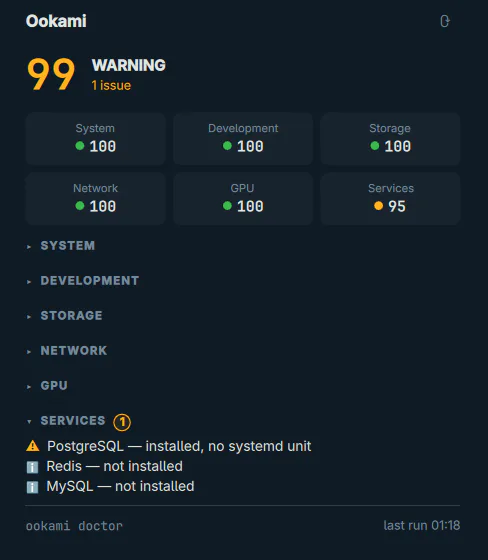 Ookami
99 WARNING
1 issue
System Development Storage
100 100 100
Network GPU Services
100 100 95
SYSTEM
DEVELOPMENT
STORAGE
NETWORK
GPU
SERVICES 1
PostgreSQL — installed, no systemd unit
Redis — not installed
MySQL — not installed
ookami doctor last run 01:18